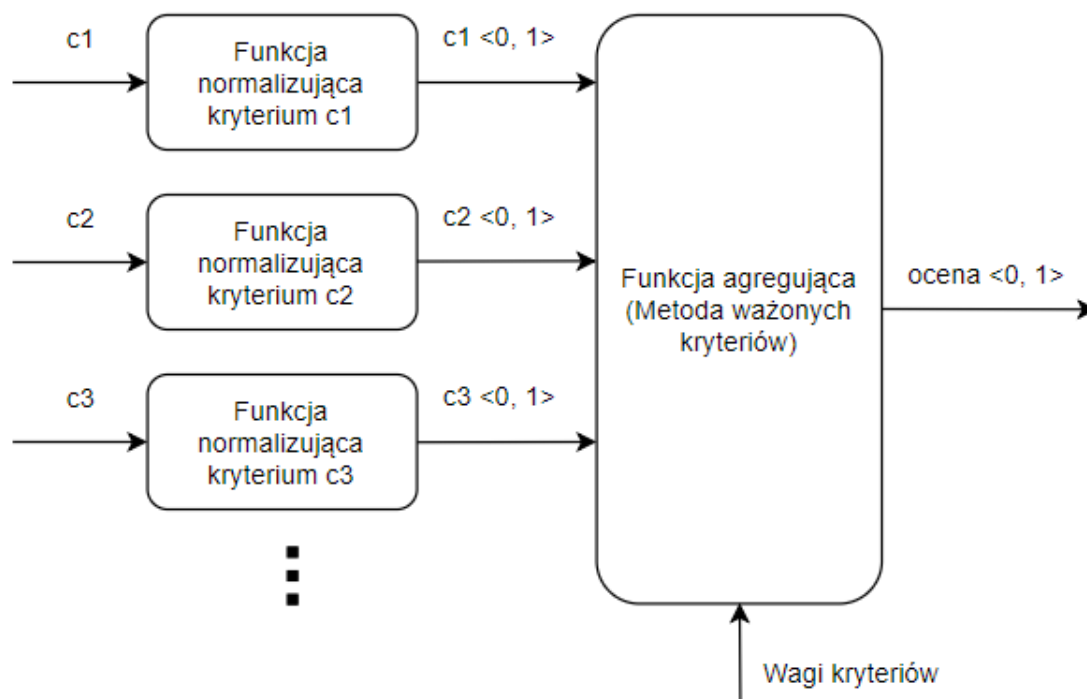 c1
Funkcja
normalizująca
kryterium c1
c1 <0, 1>
c2
Funkcja
normalizująca
kryterium c2
c2 <0, 1>
c3
Funkcja
normalizująca
kryterium c3
c3 <0, 1>
Funkcja agregująca
(Metoda ważonych
kryteriów)
ocena <0, 1>
Wagi kryteriów